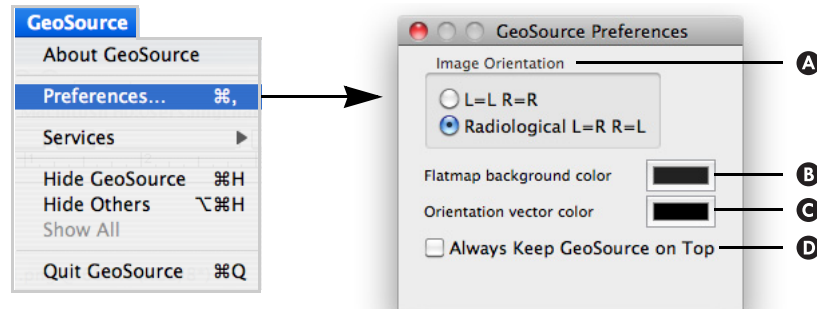 GeoSource
About GeoSource
Preferences... ⌘,
Services
Hide GeoSource ⌘H
Hide Others ⌥⌘H
Show All
Quit GeoSource ⌘Q
GeoSource Preferences
Image Orientation
A
L=L R=R
Radiological L=R R=L
Flatmap background color
B
Orientation vector color
C
Always Keep GeoSource on Top
D